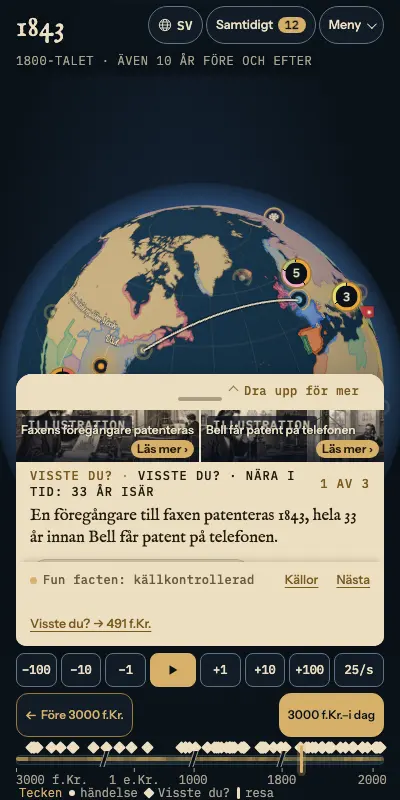 1843
SV
Samtidigt 12
Meny
1800-TALET · ÄVEN 10 ÅR FÖRE OCH EFTER
5
3
Dra upp för mer
ILLUSTRATION
Faxens föregångare patenteras
Läs mer ›
ILLUSTRATION
Bell får patent på telefonen
Läs mer ›
VISSTE DU? · VISSTE DU? · NÄRA I
TID: 33 ÅR ISÄR
1 AV 3
En föregångare till faxen patenteras 1843, hela 33
år innan Bell får patent på telefonen.
Fun facten: källkontrollerad
Källor
Nästa
Visste du? → 491 f.Kr.
−100
−10
−1
+1
+10
+100
25/s
← Före 3000 f.Kr.
3000 f.Kr.–i dag
3000 f.Kr.
1 e.Kr.
1000
1800
2000
Tecken
händelse
Visste du?
resa